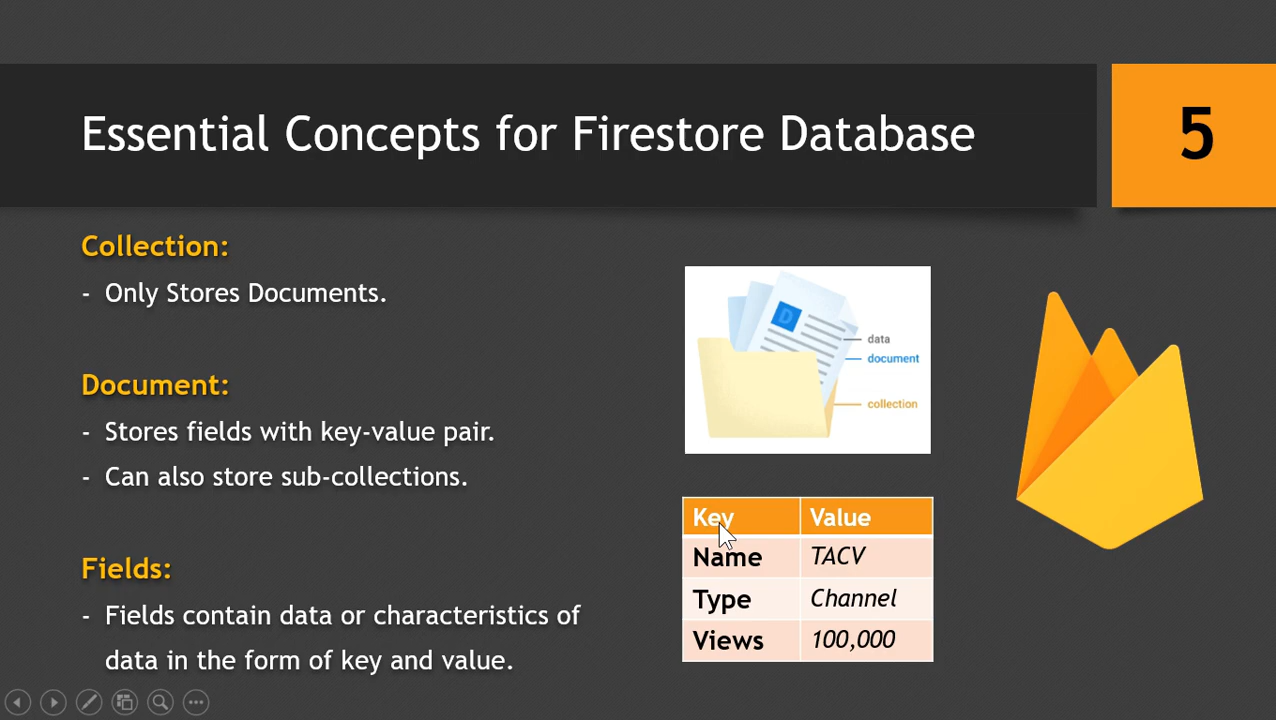 Essential Concepts for Firestore Database
5
Collection:
- Only Stores Documents.
Document:
- Stores fields with key-value pair.
- Can also store sub-collections.
Fields:
- Fields contain data or characteristics of
data in the form of key and value.
D
data
document
collection
Key Value
Name TACV
Type Channel
Views 100,000